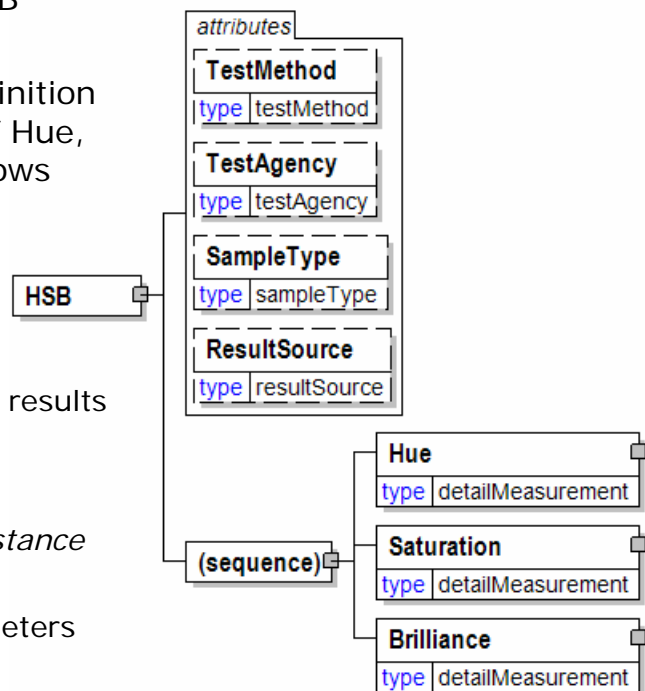 B
inition
Hue,
ows
results
stance
eters
HSB
attributes
TestMethod
type testMethod
TestAgency
type testAgency
SampleType
type sampleType
ResultSource
type resultSource
(sequence)
Hue
type detailMeasurement
Saturation
type detailMeasurement
Brilliance
type detailMeasurement